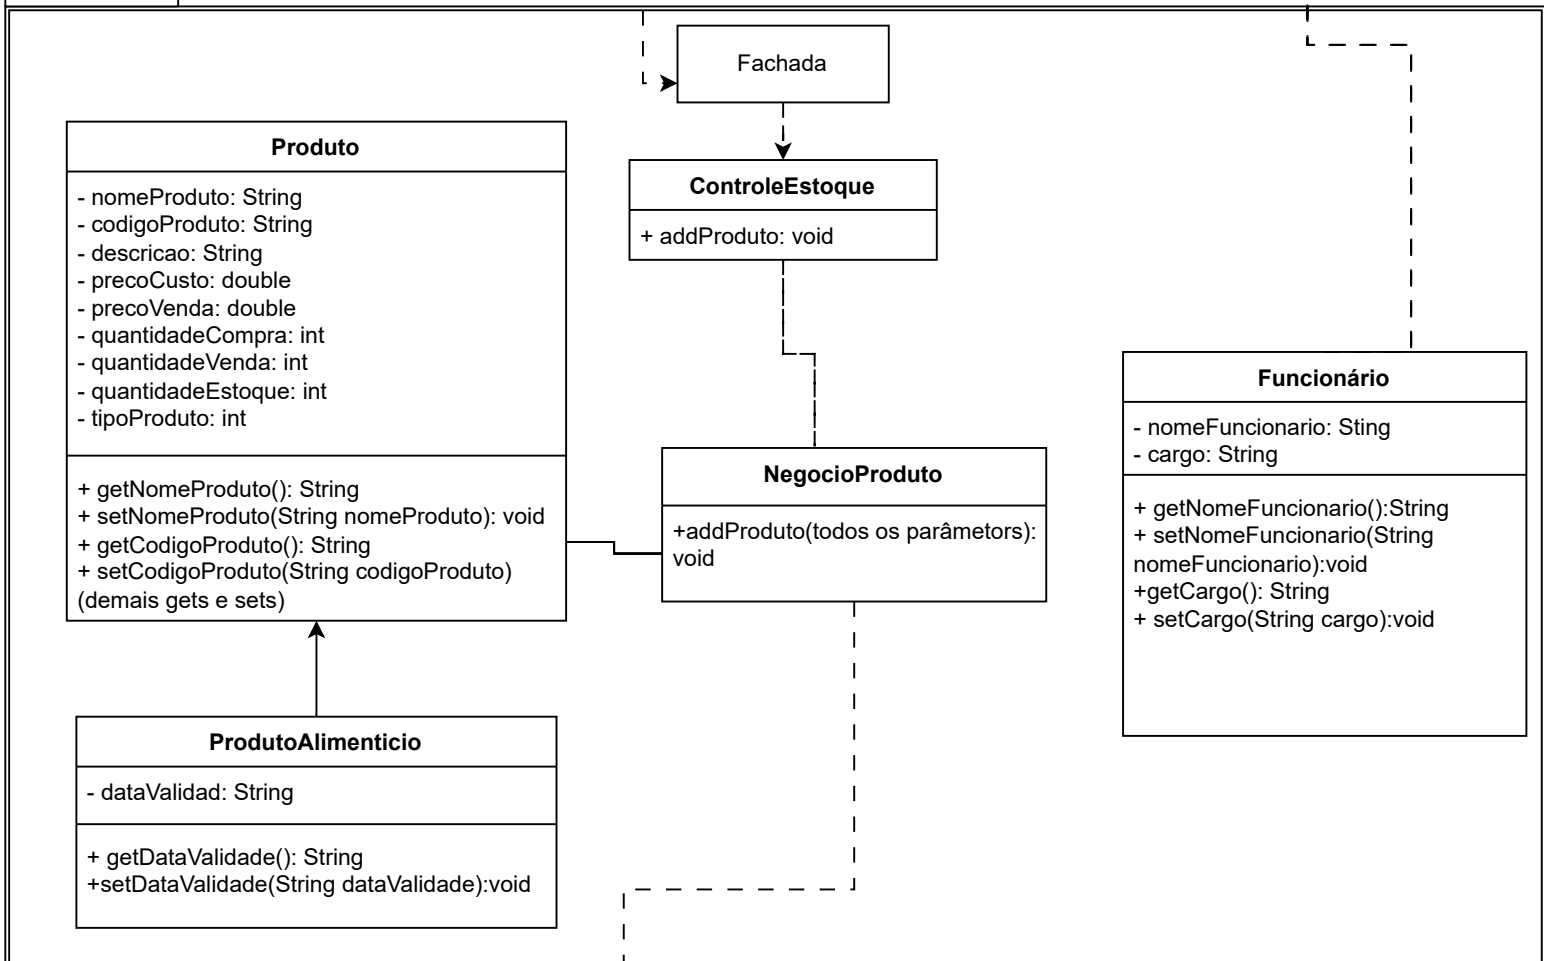 Fachada
Produto
- nomeProduto: String
- codigoProduto: String
- descricao: String
- precoCusto: double
- precoVenda: double
- quantidadeCompra: int
- quantidadeVenda: int
- quantidadeEstoque: int
- tipoProduto: int
+ getNomeProduto(): String
+ setNomeProduto(String nomeProduto): void
+ getCodigoProduto(): String
+ setCodigoProduto(String codigoProduto)
(demais gets e sets)
ControleEstoque
+ addProduto: void
NegocioProduto
+addProduto(todos os parâmetors):
void
Funcionário
- nomeFuncionario: Sting
- cargo: String
+ getNomeFuncionario():String
+ setNomeFuncionario(String
nomeFuncionario):void
+getCargo(): String
+ setCargo(String cargo):void
ProdutoAlimenticio
- dataValidad: String
+ getDataValidade(): String
+setDataValidade(String dataValidade):void